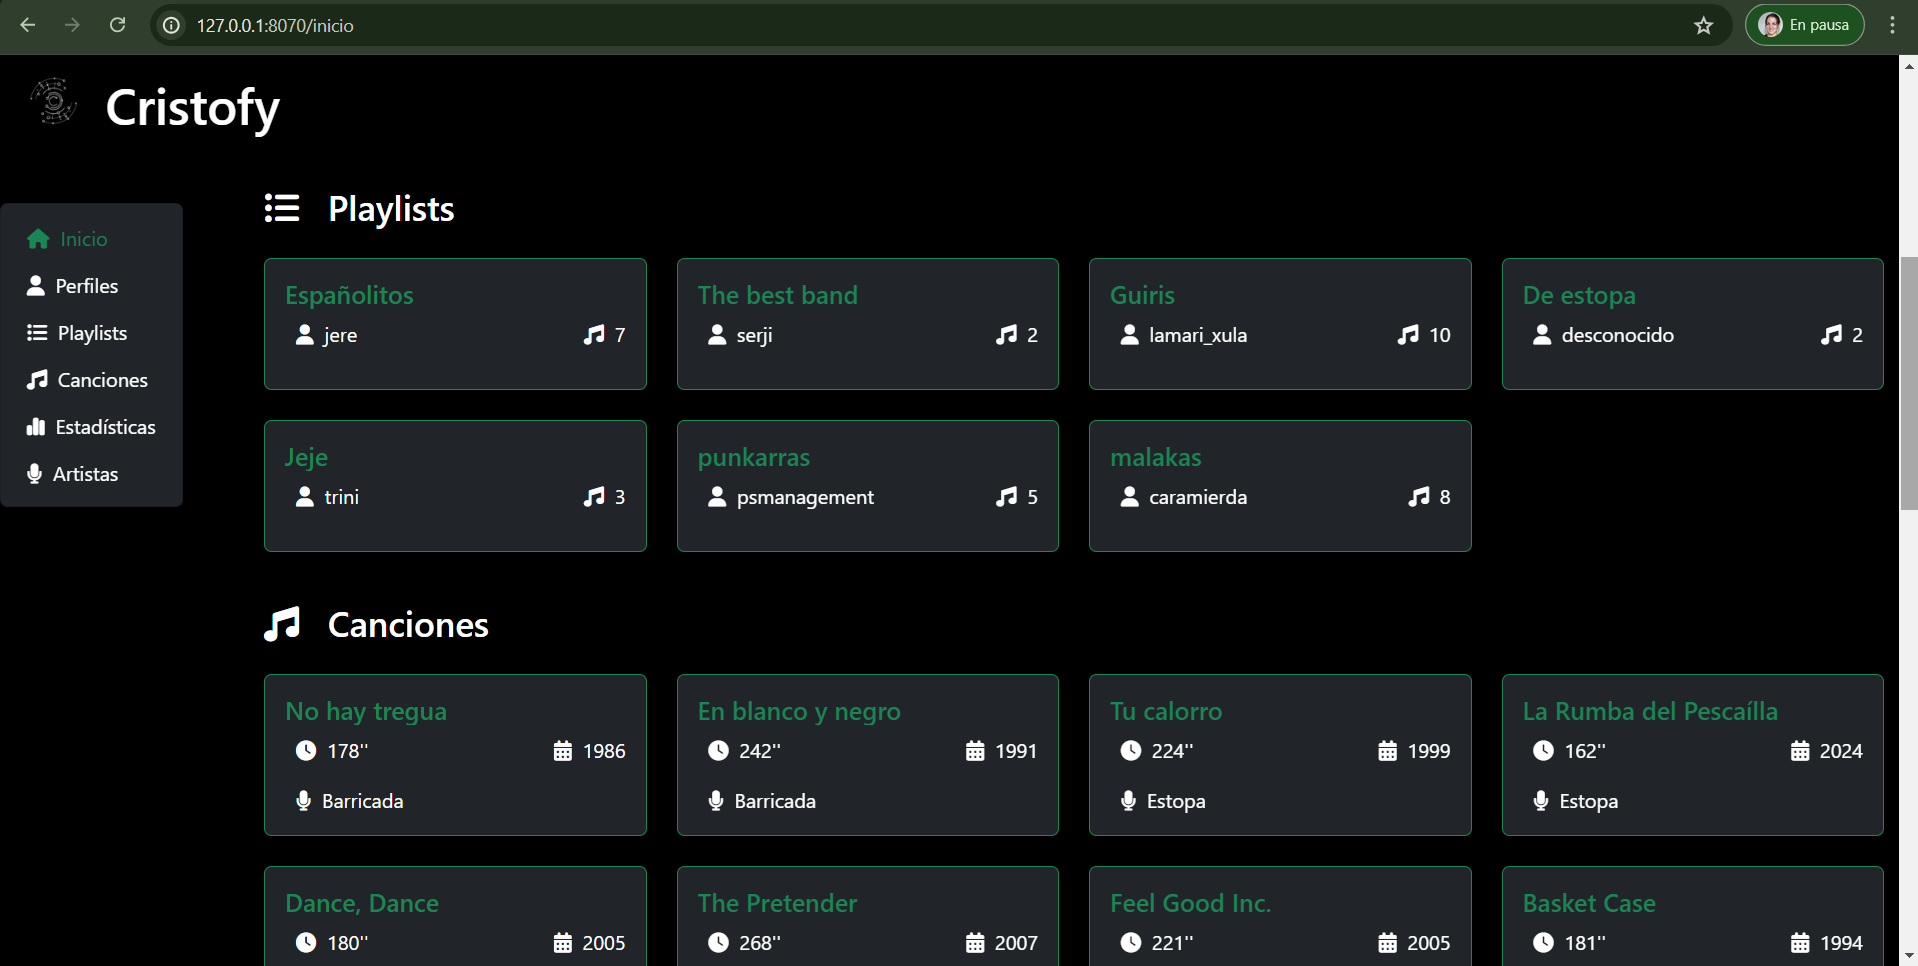 127.0.0.1:8070/inicio
En pausa
Cristofy
Inicio
Perfiles
Playlists
Canciones
Estadísticas
Artistas
Playlists
Españolitos
jere 7
The best band
serji 2
Guiris
lamari_xula 10
De estopa
desconocido 2
Jeje
trini 3
punkarras
psmanagement 5
malakas
caramierda 8
Canciones
No hay tregua
178'' 1986
Barricada
En blanco y negro
242'' 1991
Barricada
Tu calorro
224'' 1999
Estopa
La Rumba del Pescaílla
162'' 2024
Estopa
Dance, Dance
180'' 2005
The Pretender
268'' 2007
Feel Good Inc.
221'' 2005
Basket Case
181'' 1994